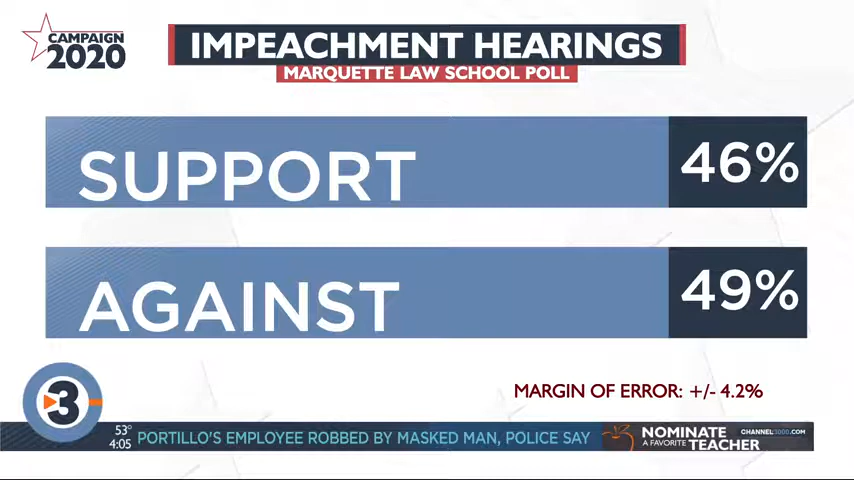 CAMPAIGN
2020
IMPEACHMENT HEARINGS
MARQUETTE LAW SCHOOL POLL
SUPPORT 46%
AGAINST 49%
MARGIN OF ERROR: +/- 4.2%
3
53°
4:05
PORTILLO'S EMPLOYEE ROBBED BY MASKED MAN, POLICE SAY
NOMINATE
A FAVORITE TEACHER
CHANNEL3000.COM